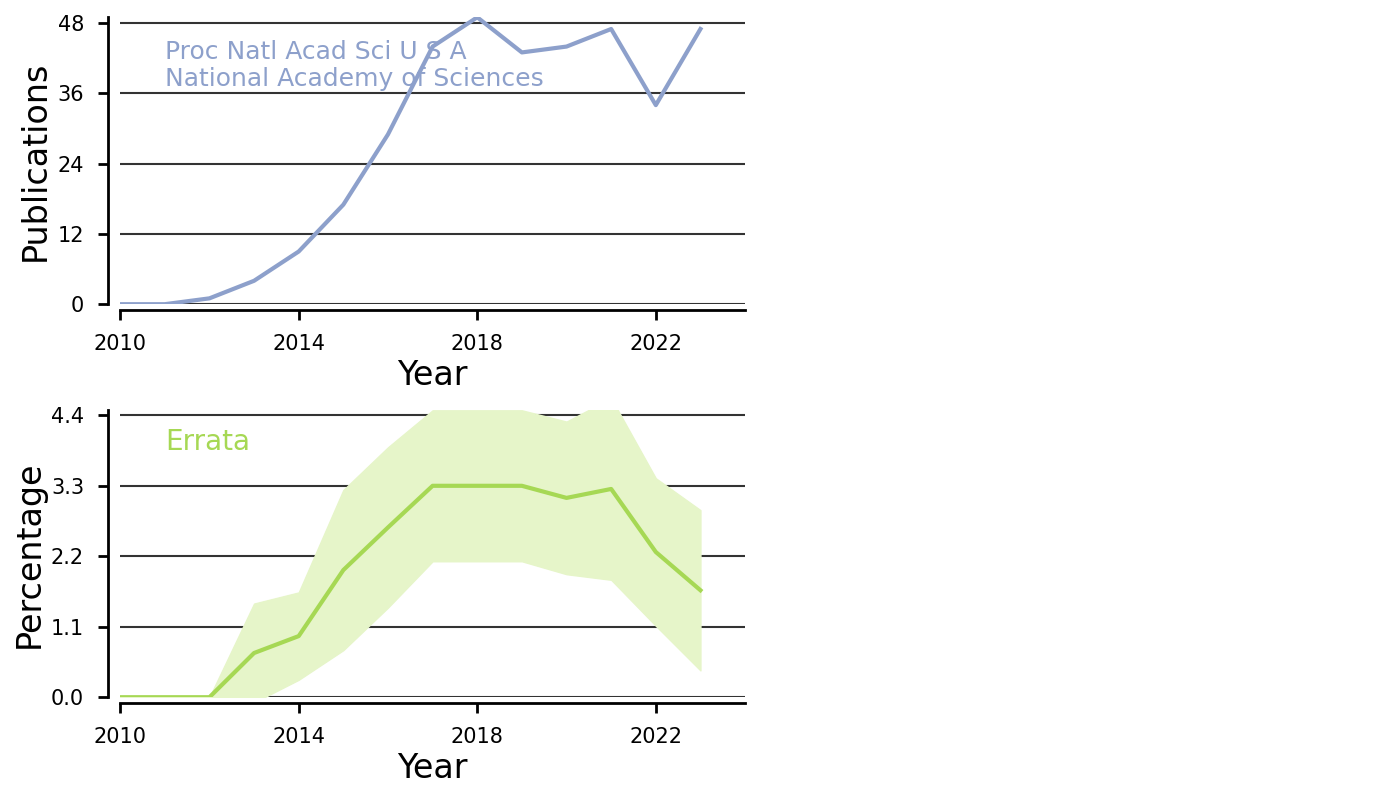 48
36
24
12
0
Publications
Proc Natl Acad Sci U S A
National Academy of Sciences
2010 2014 2018 2022
Year
4.4
3.3
2.2
1.1
0.0
Percentage
Errata
2010 2014 2018 2022
Year